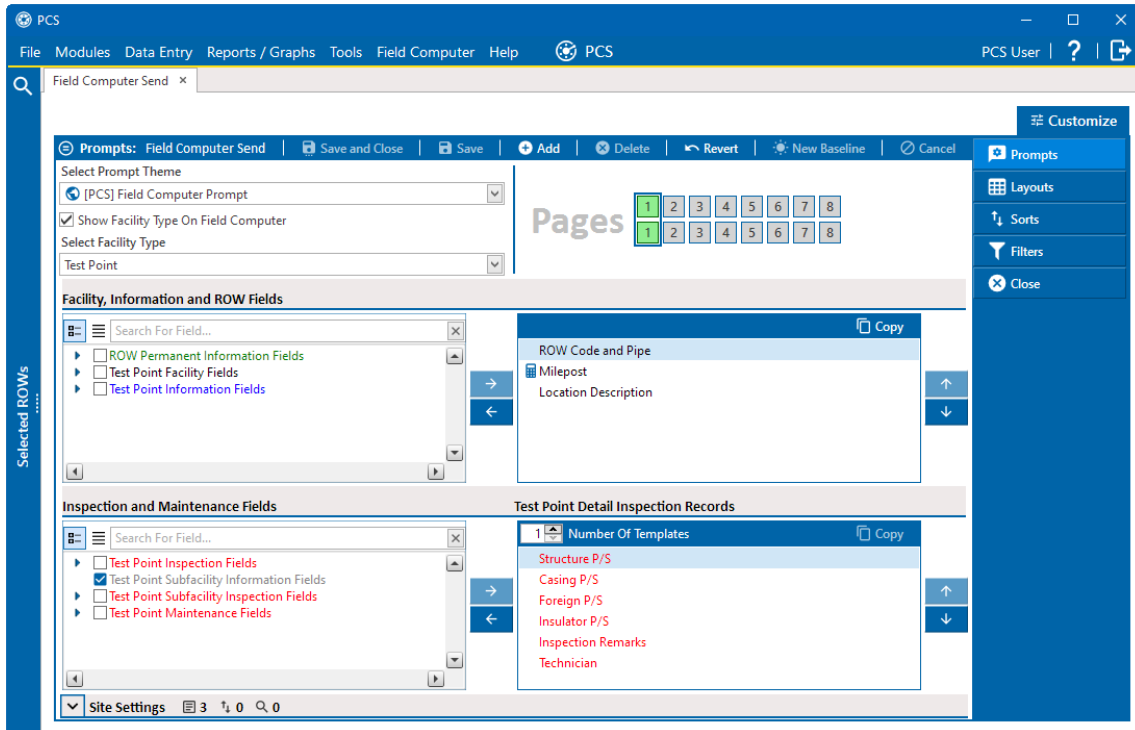 PCS
File Modules Data Entry Reports / Graphs Tools Field Computer Help PCS PCS User | ? |
Field Computer Send ×
Customize
Prompts: Field Computer Send | Save and Close | Save | Add | Delete | Revert | New Baseline | Cancel
Prompts
Layouts
Sorts
Filters
Close
Selected ROWs
Select Prompt Theme
[PCS] Field Computer Prompt
Show Facility Type On Field Computer
Select Facility Type
Test Point
Pages
1 2 3 4 5 6 7 8
1 2 3 4 5 6 7 8
Facility, Information and ROW Fields
Search For Field...
ROW Permanent Information Fields
Test Point Facility Fields
Test Point Information Fields
Copy
ROW Code and Pipe
Milepost
Location Description
Inspection and Maintenance Fields
Search For Field...
Test Point Inspection Fields
Test Point Subfacility Information Fields
Test Point Subfacility Inspection Fields
Test Point Maintenance Fields
Test Point Detail Inspection Records
1 Number Of Templates Copy
Structure P/S
Casing P/S
Foreign P/S
Insulator P/S
Inspection Remarks
Technician
Site Settings 3 0 0